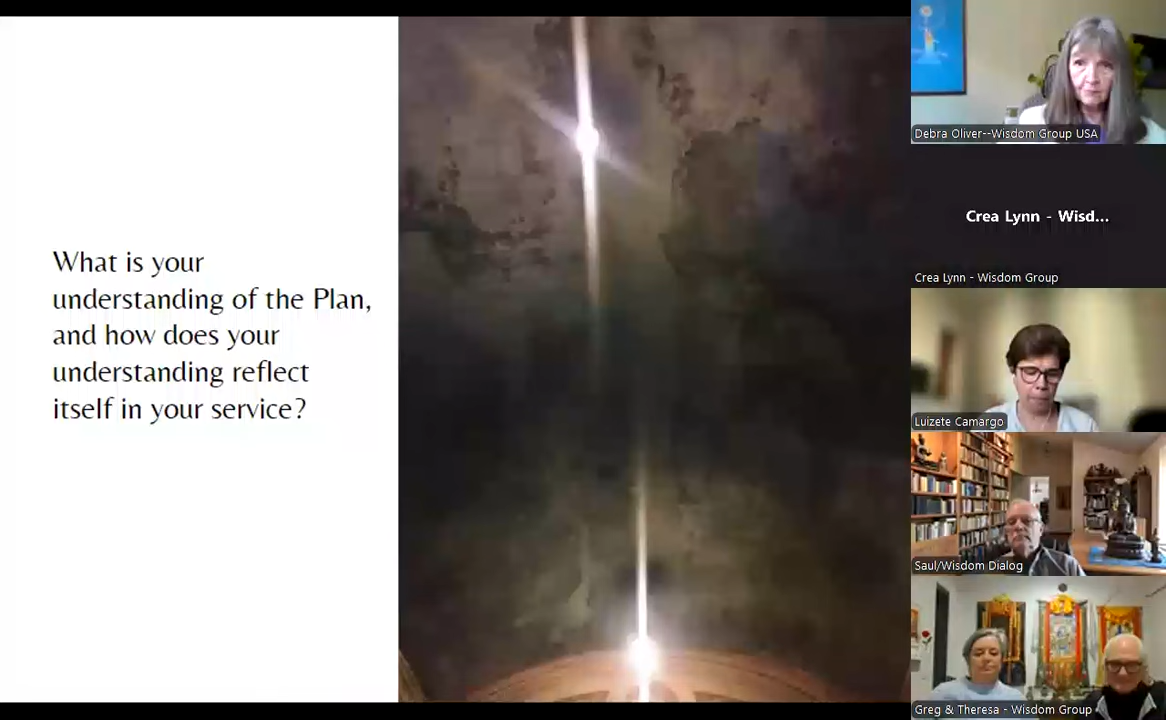 What is your
understanding of the Plan,
and how does your
understanding reflect
itself in your service?
Debra Oliver--Wisdom Group USA
Crea Lynn - Wisd...
Crea Lynn - Wisdom Group
Luizete Camargo
Saul/Wisdom Dialog
Greg & Theresa - Wisdom Group